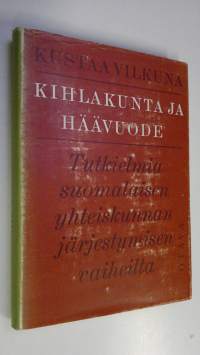 KUSTAA VILKUNA
KIHLAKUNTA JA
HÄÄVUODE
Tutkielmia
suomalaisen
yhteiskunnan
järjestymisen
vaiheilta